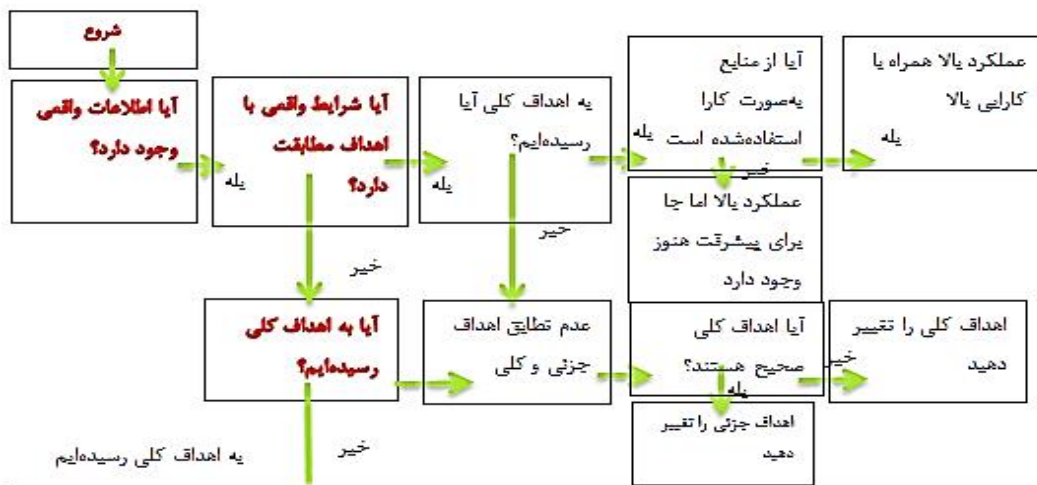 شروع
آیا اطلاعات واقعی
وجود دارد؟
بله
آیا شرایط واقعی با
اهداف مطابقت
دارد؟
بله
خیر
به اهداف کلی آیا
رسیده‌ایم؟
بله
خیر
آیا از منابع
به‌صورت کارا
استفاده‌شده است
بله
خیر
عملکرد بالا همراه با
کارایی بالا
عملکرد بالا اما جا
برای پیشرفت هنوز
وجود دارد
آیا به اهداف کلی
رسیده‌ایم؟
خیر
به اهداف کلی رسیده‌ایم
عدم تطابق اهداف
جزئی و کلی
آیا اهداف کلی
صحیح هستند؟
خیر
بله
اهداف کلی را تغییر
دهید
اهداف جزئی را تغییر
دهید